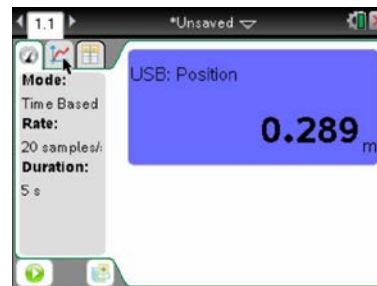 1.1
*Unsaved
Mode:
Time Based
Rate:
20 samples/
Duration:
5 s
USB: Position
0.289
m